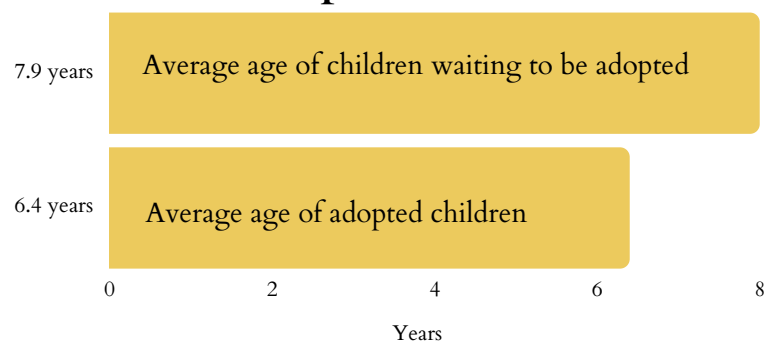 7.9 years
Average age of children waiting to be adopted
6.4 years
Average age of adopted children
0 2 4 6 8
Years